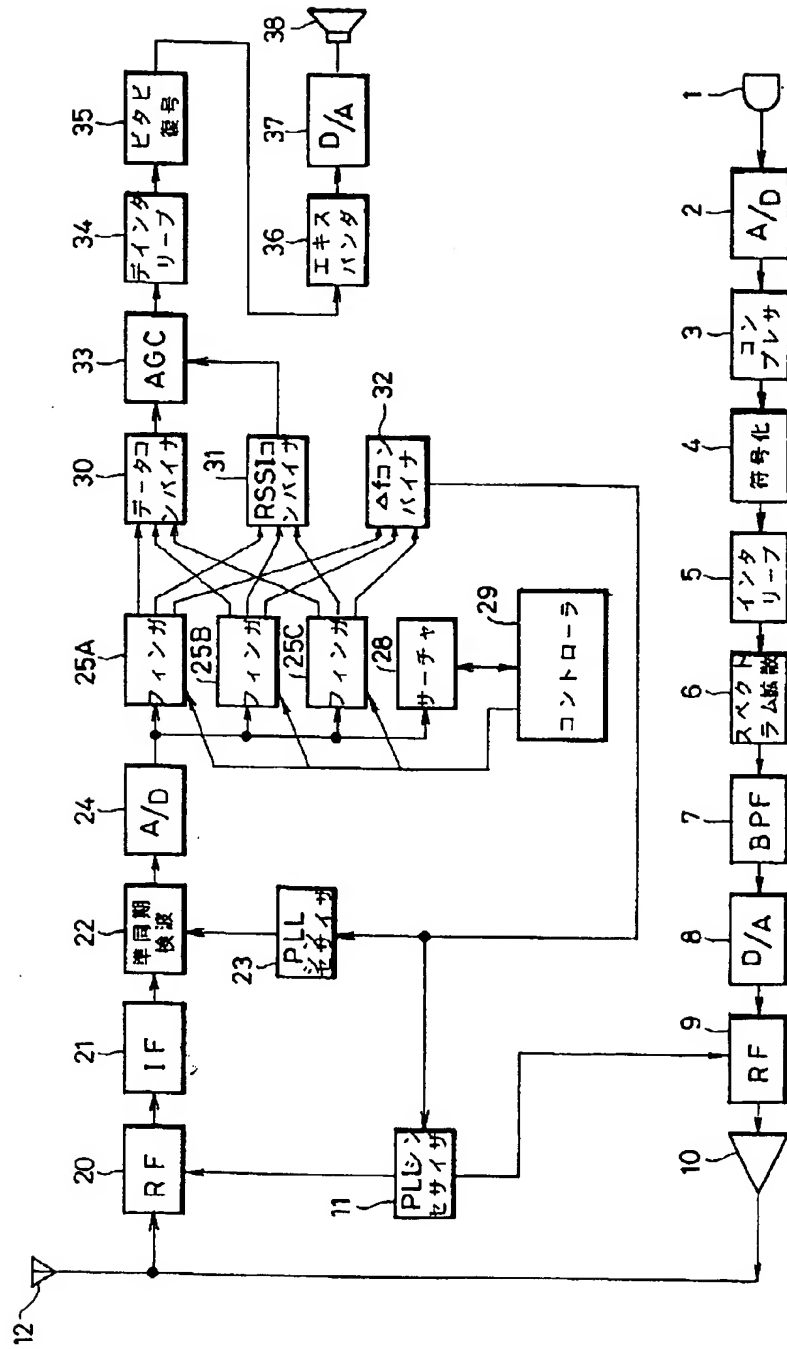 12
20
RF
21
IF
22
準同期
検波
24
A/D
25A
フィンガ
25B
フィンガ
25C
フィンガ
28
サーチャ
29
コントローラ
30
データコ
ンバイナ
31
RSSIコ
ンバイナ
32
Δfコン
バイナ
33
AGC
34
デインタ
リーブ
35
ビタビ
復号
36
エキス
パンダ
37
D/A
38
23
PLL
シン
セサイザ
11
PLLシン
セサイザ
1
2
A/D
3
コン
プレサ
4
符号化
5
インタ
リーブ
6
スペクト
ラム拡散
7
BPF
8
D/A
9
RF
10